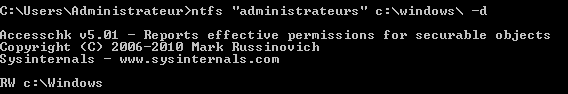 C:\Users\Administrateur>ntfs "administrateurs" c:\windows\ -d
Accesschk v5.01 - Reports effective permissions for securable objects
Copyright (C) 2006-2010 Mark Russinovich
Sysinternals - www.sysinternals.com
RW c:\Windows